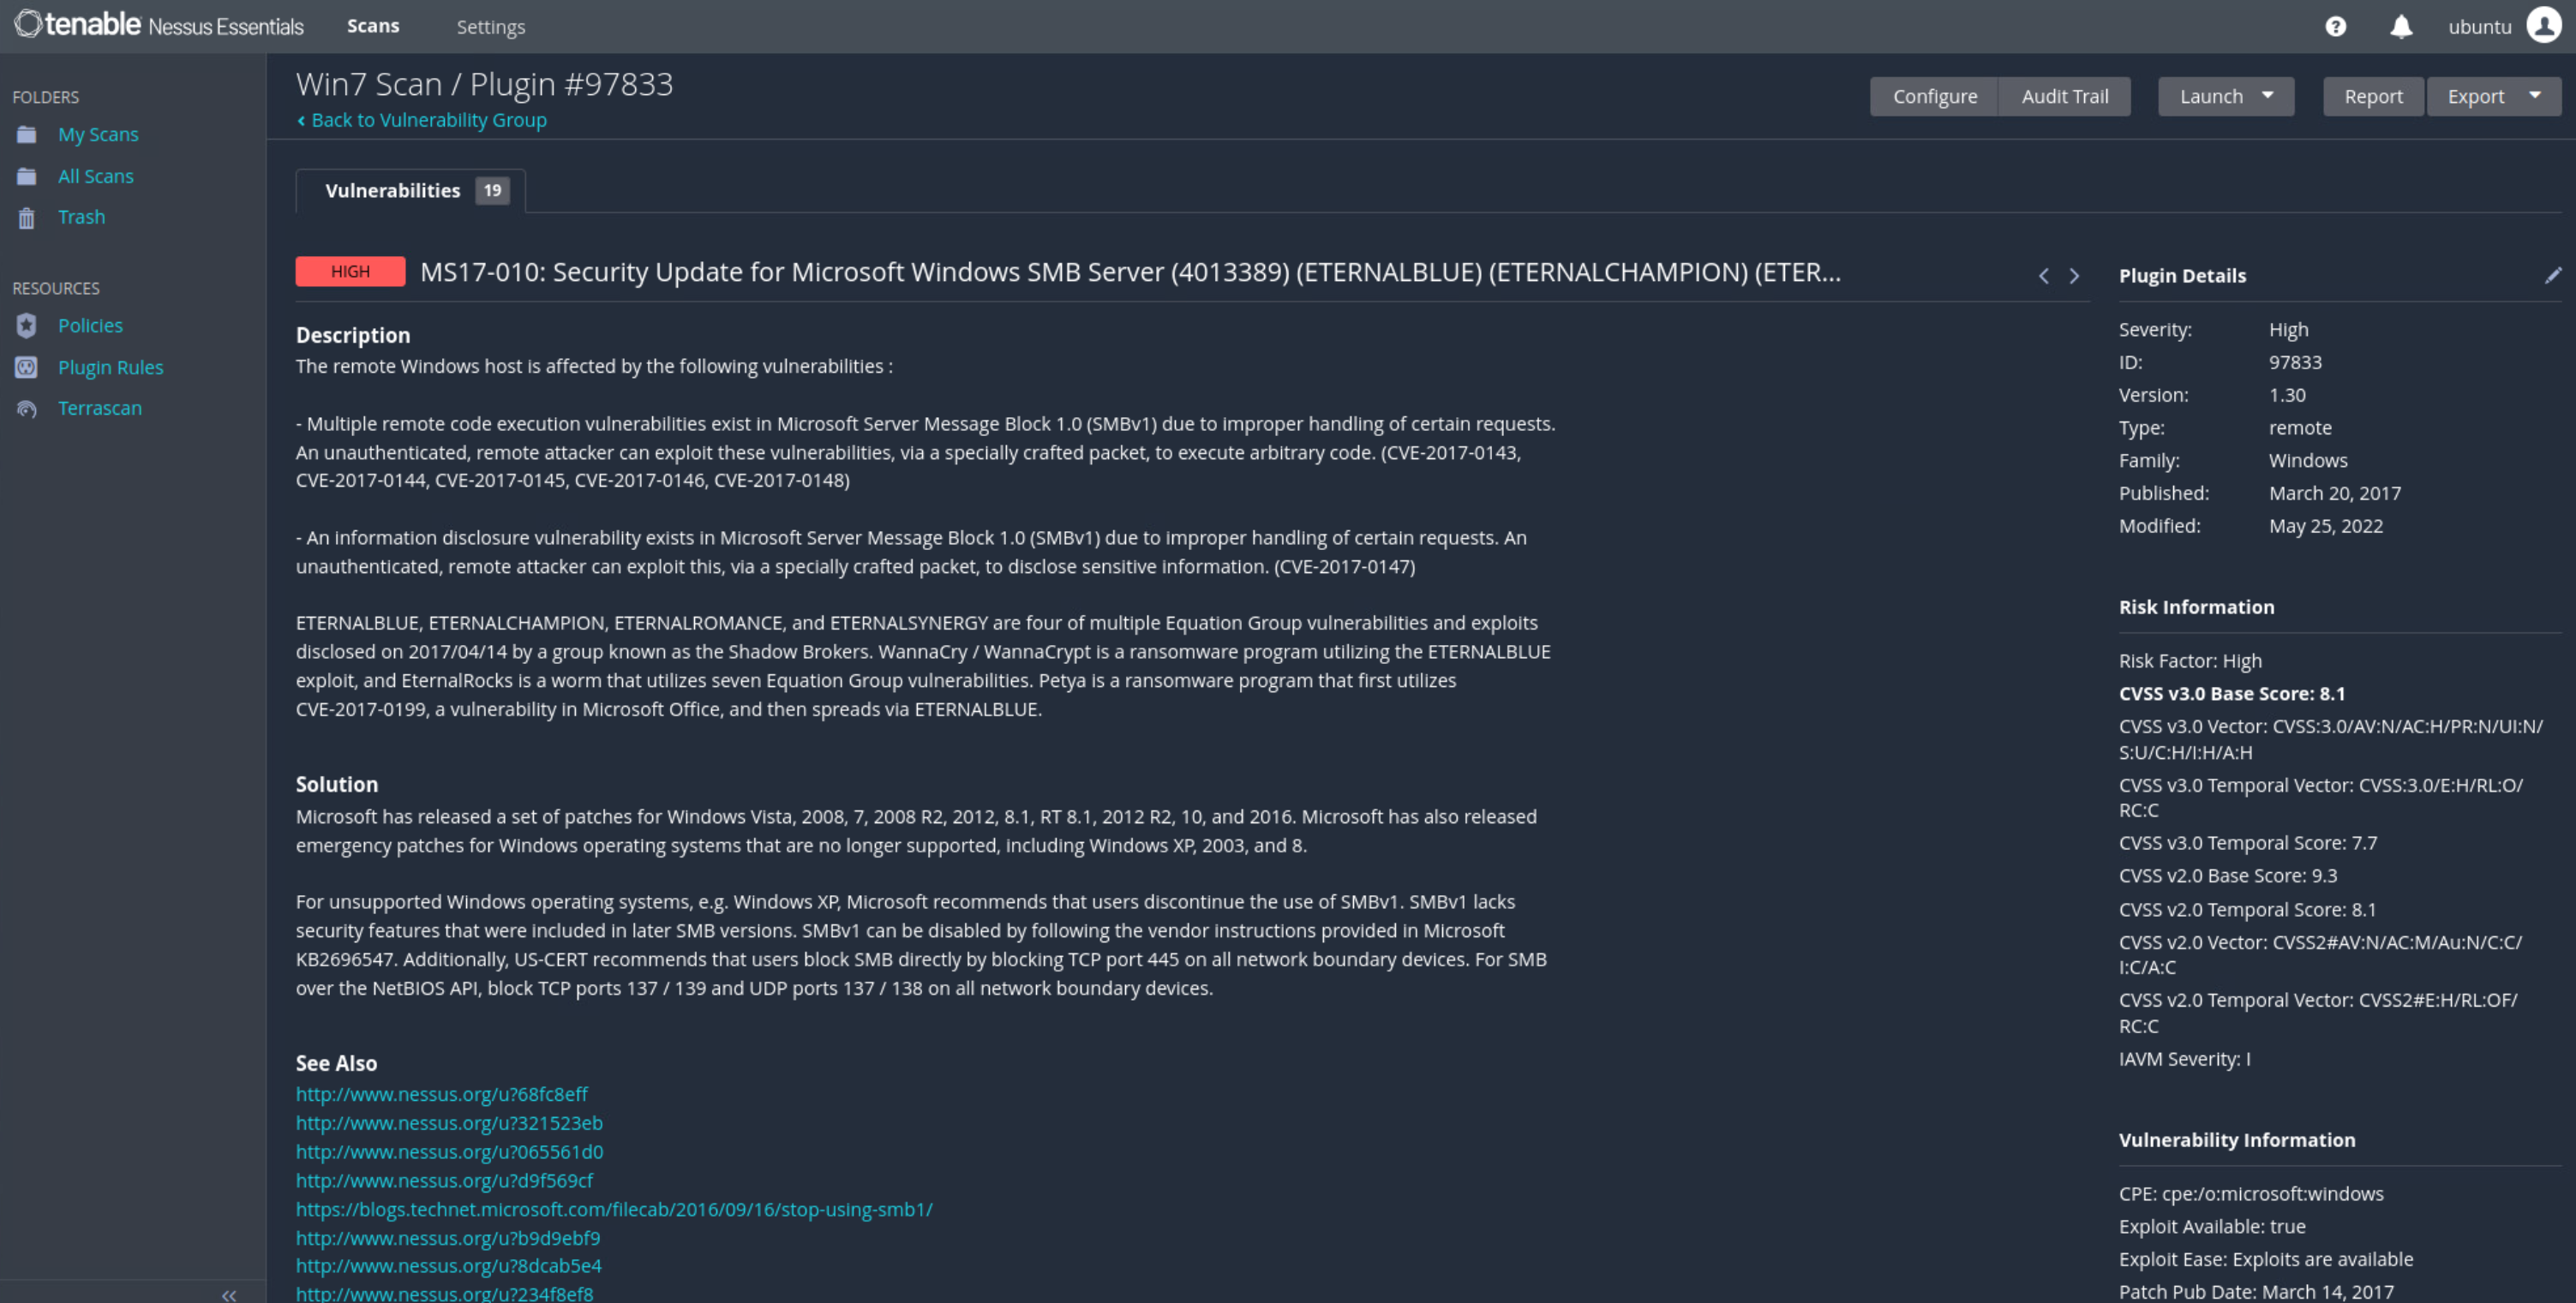 tenable Nessus Essentials Scans Settings ubuntu
FOLDERS
My Scans
All Scans
Trash
RESOURCES
Policies
Plugin Rules
Terrascan
Win7 Scan / Plugin #97833
‹ Back to Vulnerability Group
Configure Audit Trail Launch Report Export
Vulnerabilities 19
HIGH MS17-010: Security Update for Microsoft Windows SMB Server (4013389) (ETERNALBLUE) (ETERNALCHAMPION) (ETER...
Description
The remote Windows host is affected by the following vulnerabilities :
- Multiple remote code execution vulnerabilities exist in Microsoft Server Message Block 1.0 (SMBv1) due to improper handling of certain requests.
An unauthenticated, remote attacker can exploit these vulnerabilities, via a specially crafted packet, to execute arbitrary code. (CVE-2017-0143,
CVE-2017-0144, CVE-2017-0145, CVE-2017-0146, CVE-2017-0148)
- An information disclosure vulnerability exists in Microsoft Server Message Block 1.0 (SMBv1) due to improper handling of certain requests. An
unauthenticated, remote attacker can exploit this, via a specially crafted packet, to disclose sensitive information. (CVE-2017-0147)
ETERNALBLUE, ETERNALCHAMPION, ETERNALROMANCE, and ETERNALSYNERGY are four of multiple Equation Group vulnerabilities and exploits
disclosed on 2017/04/14 by a group known as the Shadow Brokers. WannaCry / WannaCrypt is a ransomware program utilizing the ETERNALBLUE
exploit, and EternalRocks is a worm that utilizes seven Equation Group vulnerabilities. Petya is a ransomware program that first utilizes
CVE-2017-0199, a vulnerability in Microsoft Office, and then spreads via ETERNALBLUE.
Solution
Microsoft has released a set of patches for Windows Vista, 2008, 7, 2008 R2, 2012, 8.1, RT 8.1, 2012 R2, 10, and 2016. Microsoft has also released
emergency patches for Windows operating systems that are no longer supported, including Windows XP, 2003, and 8.
For unsupported Windows operating systems, e.g. Windows XP, Microsoft recommends that users discontinue the use of SMBv1. SMBv1 lacks
security features that were included in later SMB versions. SMBv1 can be disabled by following the vendor instructions provided in Microsoft
KB2696547. Additionally, US-CERT recommends that users block SMB directly by blocking TCP port 445 on all network boundary devices. For SMB
over the NetBIOS API, block TCP ports 137 / 139 and UDP ports 137 / 138 on all network boundary devices.
See Also
http://www.nessus.org/u?68fc8eff
http://www.nessus.org/u?321523eb
http://www.nessus.org/u?065561d0
http://www.nessus.org/u?d9f569cf
https://blogs.technet.microsoft.com/filecab/2016/09/16/stop-using-smb1/
http://www.nessus.org/u?b9d9ebf9
http://www.nessus.org/u?8dcab5e4
http://www.nessus.org/u?234f8ef8
Plugin Details
Severity: High
ID: 97833
Version: 1.30
Type: remote
Family: Windows
Published: March 20, 2017
Modified: May 25, 2022
Risk Information
Risk Factor: High
CVSS v3.0 Base Score: 8.1
CVSS v3.0 Vector: CVSS:3.0/AV:N/AC:H/PR:N/UI:N/
S:U/C:H/I:H/A:H
CVSS v3.0 Temporal Vector: CVSS:3.0/E:H/RL:O/
RC:C
CVSS v3.0 Temporal Score: 7.7
CVSS v2.0 Base Score: 9.3
CVSS v2.0 Temporal Score: 8.1
CVSS v2.0 Vector: CVSS2#AV:N/AC:M/Au:N/C:C/
I:C/A:C
CVSS v2.0 Temporal Vector: CVSS2#E:H/RL:OF/
RC:C
IAVM Severity: I
Vulnerability Information
CPE: cpe:/o:microsoft:windows
Exploit Available: true
Exploit Ease: Exploits are available
Patch Pub Date: March 14, 2017